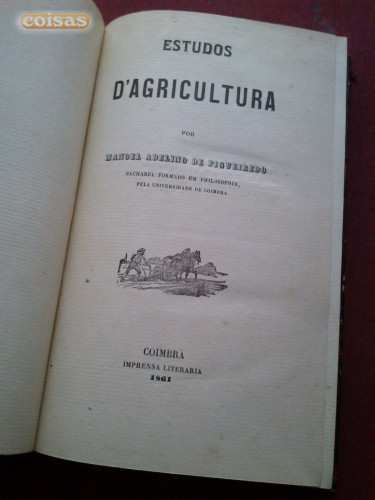 coisas
ESTUDOS
D'AGRICULTURA
POR
MANOEL ADELINO DE FIGUEIREDO
BACHAREL FORMADO EM PHILOSOPHIA,
PELA UNIVERSIDADE DE COIMBRA
COIMBRA
IMPRENSA LITERARIA
1861